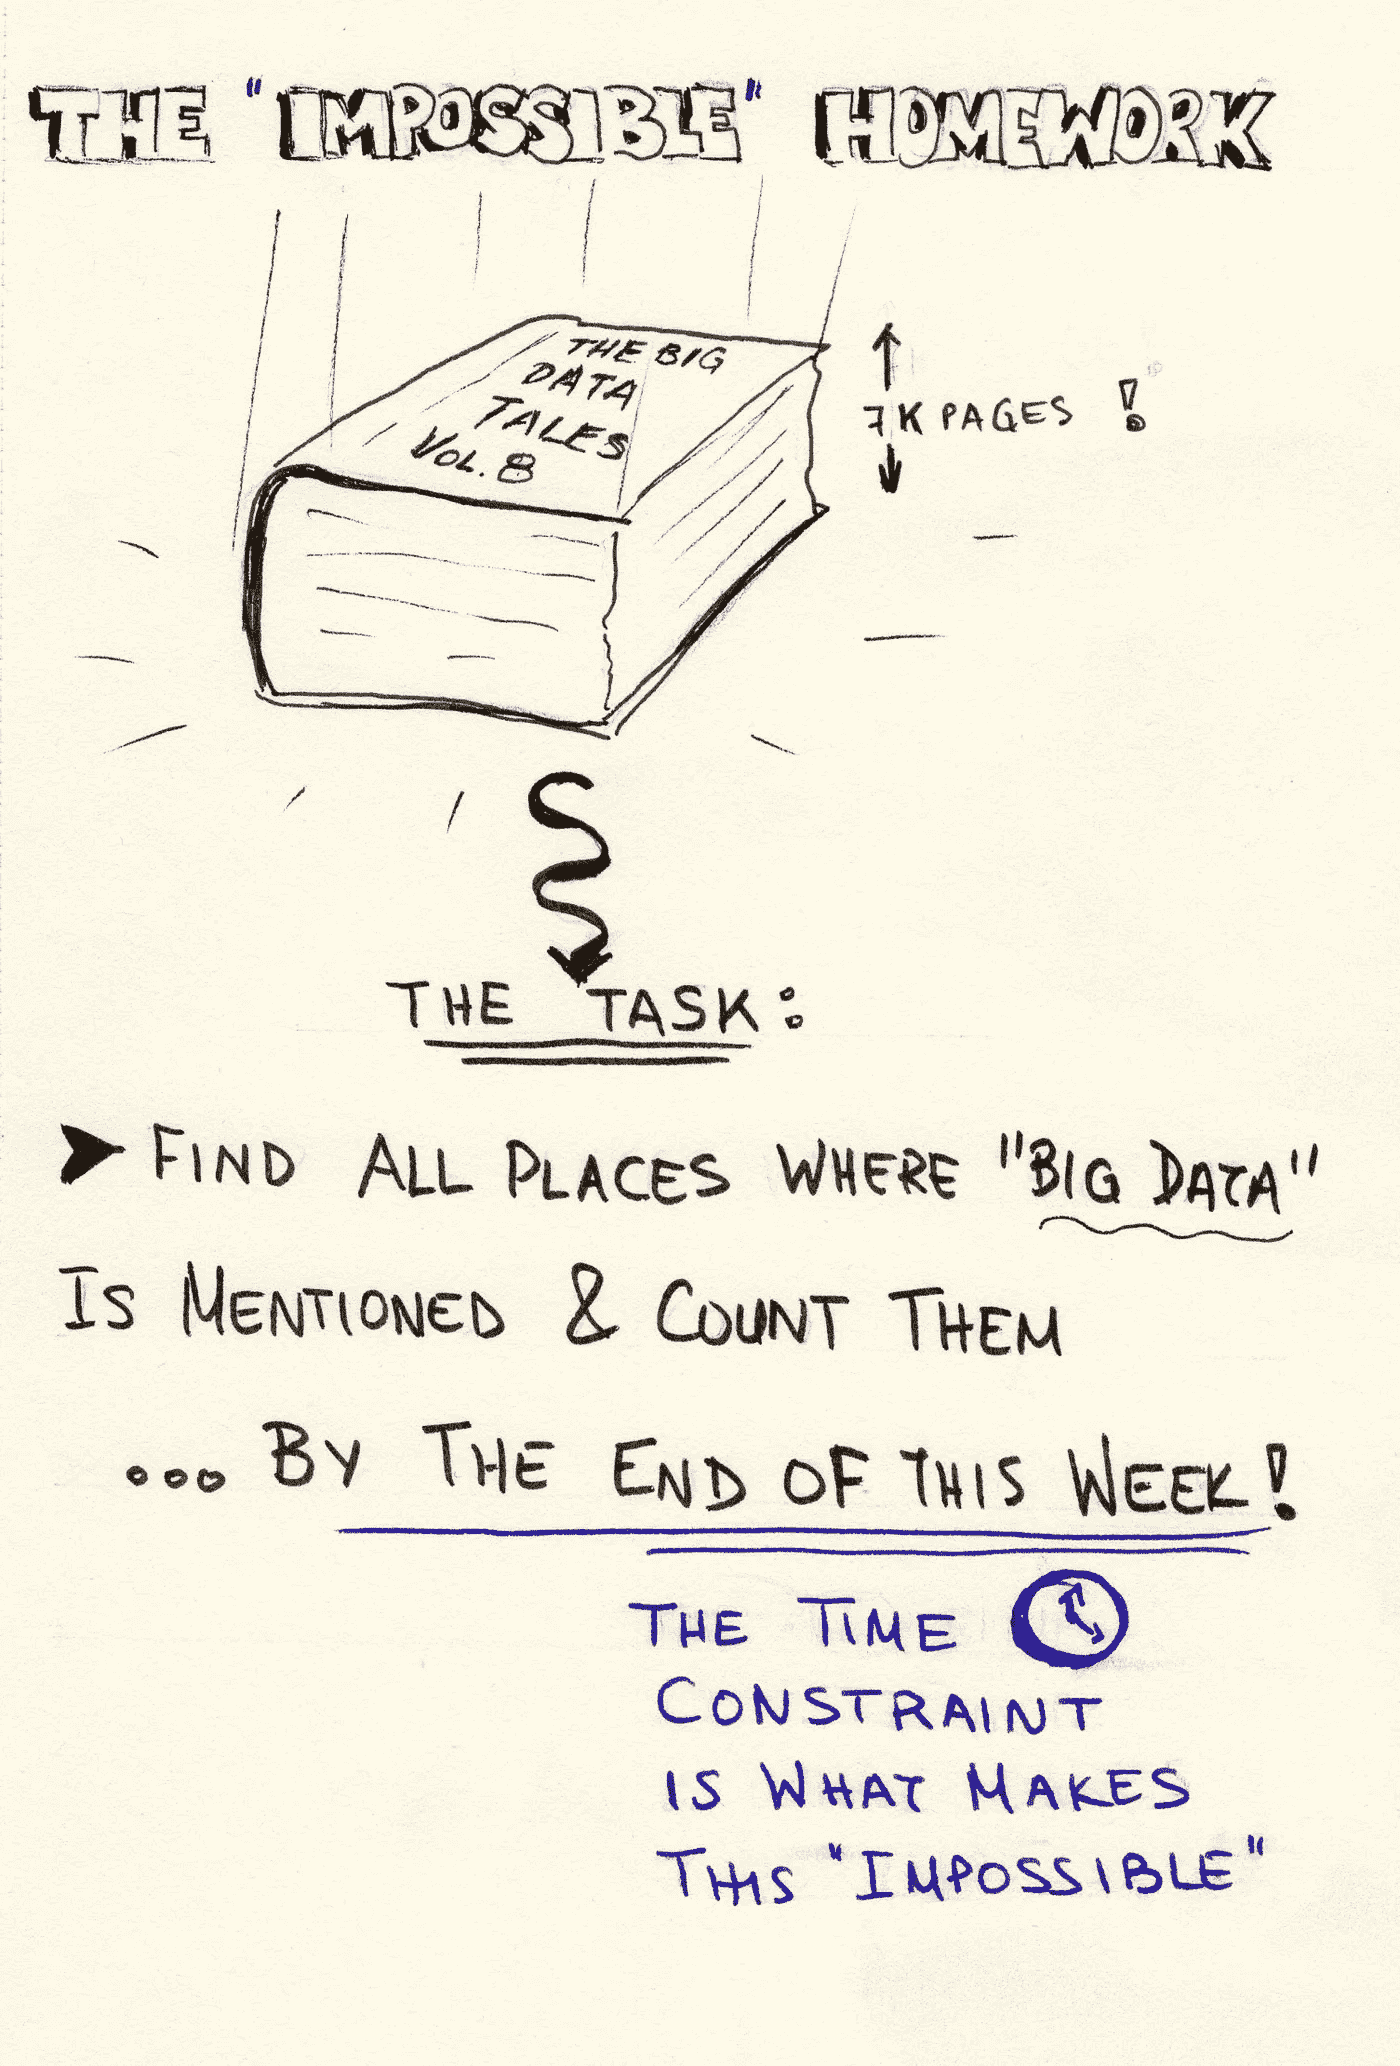 THE "IMPOSSIBLE" HOMEWORK
THE BIG
DATA
TALES
VOL. 8
7K PAGES !
THE TASK:
FIND ALL PLACES WHERE "BIG DATA"
IS MENTIONED & COUNT THEM
... BY THE END OF THIS WEEK!
THE TIME
CONSTRAINT
IS WHAT MAKES
THIS "IMPOSSIBLE"